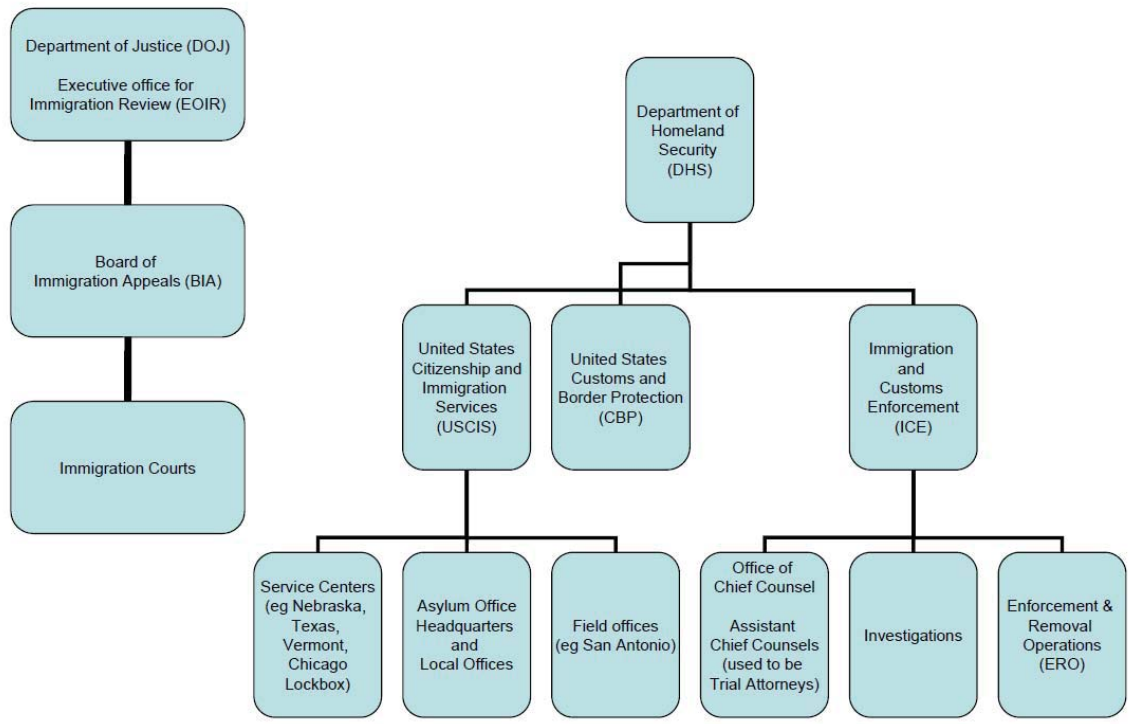 Department of Justice (DOJ)
Executive office for
Immigration Review (EOIR)
Board of
Immigration Appeals (BIA)
Immigration Courts
Department of
Homeland
Security
(DHS)
United States
Citizenship and
Immigration
Services
(USCIS)
United States
Customs and
Border Protection
(CBP)
Immigration
and
Customs
Enforcement
(ICE)
Service Centers
(eg Nebraska,
Texas,
Vermont,
Chicago
Lockbox)
Asylum Office
Headquarters
and
Local Offices
Field offices
(eg San Antonio)
Office of
Chief Counsel
Assistant
Chief Counsels
(used to be
Trial Attorneys)
Investigations
Enforcement &
Removal
Operations
(ERO)